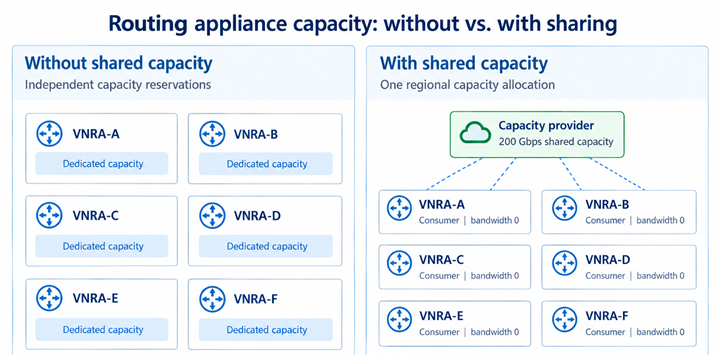 Routing appliance capacity: without vs. with sharing
Without shared capacity
Independent capacity reservations
VNRA-A
Dedicated capacity
VNRA-B
Dedicated capacity
VNRA-C
Dedicated capacity
VNRA-D
Dedicated capacity
VNRA-E
Dedicated capacity
VNRA-F
Dedicated capacity
With shared capacity
One regional capacity allocation
Capacity provider
200 Gbps shared capacity
VNRA-A
Consumer | bandwidth 0
VNRA-B
Consumer | bandwidth 0
VNRA-C
Consumer | bandwidth 0
VNRA-D
Consumer | bandwidth 0
VNRA-E
Consumer | bandwidth 0
VNRA-F
Consumer | bandwidth 0